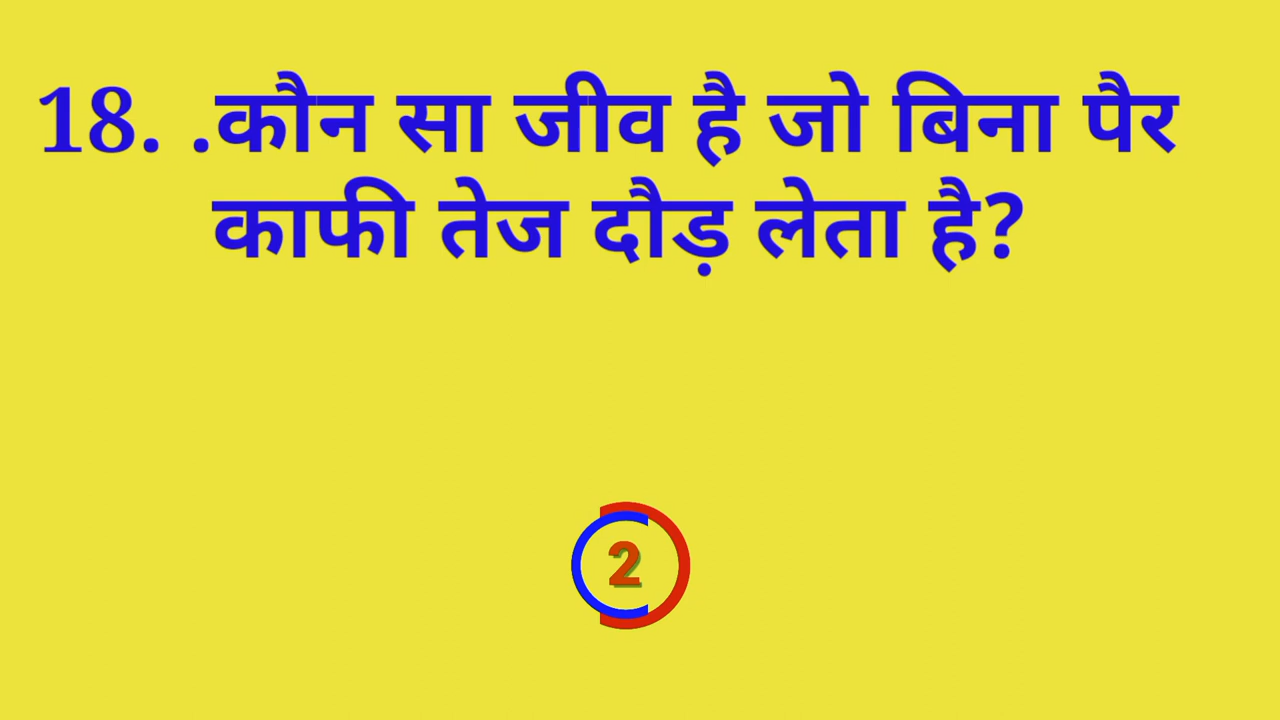 18. .कौन सा जीव है जो बिना पैर
काफी तेज दौड़ लेता है?
2